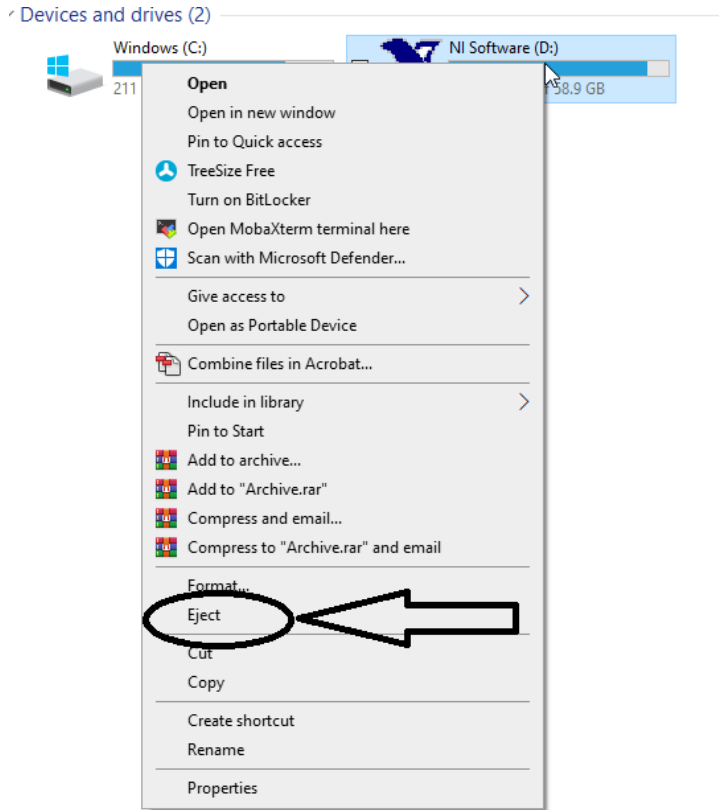 Devices and drives (2)
Windows (C:)
NI Software (D:)
211
58.9 GB
Open
Open in new window
Pin to Quick access
TreeSize Free
Turn on BitLocker
Open MobaXterm terminal here
Scan with Microsoft Defender...
Give access to
Open as Portable Device
Combine files in Acrobat...
Include in library
Pin to Start
Add to archive...
Add to "Archive.rar"
Compress and email...
Compress to "Archive.rar" and email
Format...
Eject
Cut
Copy
Create shortcut
Rename
Properties